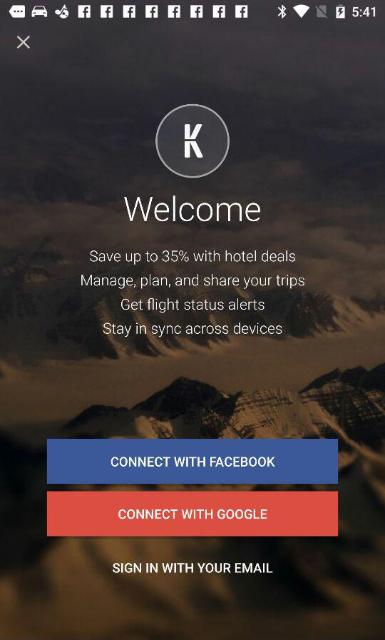 5:41
K
Welcome
Save up to 35% with hotel deals
Manage, plan, and share your trips
Get flight status alerts
Stay in sync across devices
CONNECT WITH FACEBOOK
CONNECT WITH GOOGLE
SIGN IN WITH YOUR EMAIL